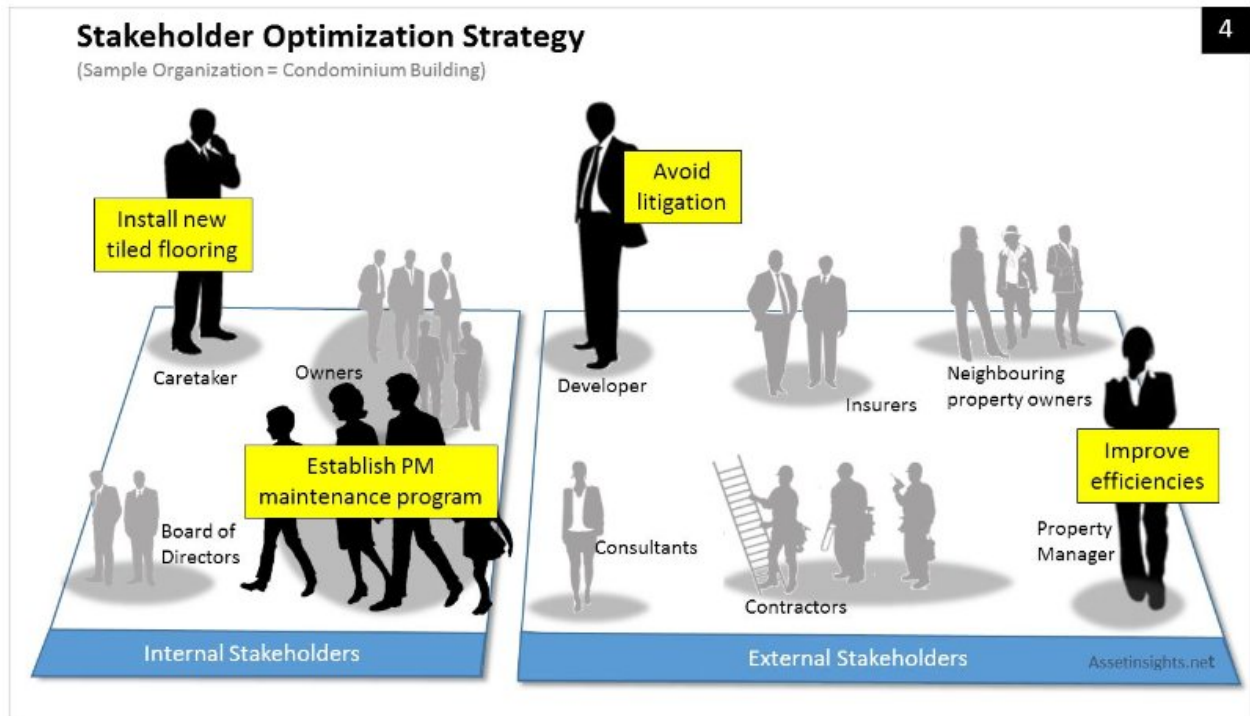 Stakeholder Optimization Strategy
4
(Sample Organization = Condominium Building)
Install new
tiled flooring
Avoid
litigation
Caretaker
Owners
Developer
Insurers
Neighbouring
property owners
Establish PM
maintenance program
Improve
efficiencies
Board of
Directors
Consultants
Contractors
Property
Manager
Internal Stakeholders
External Stakeholders
Assetinsights.net